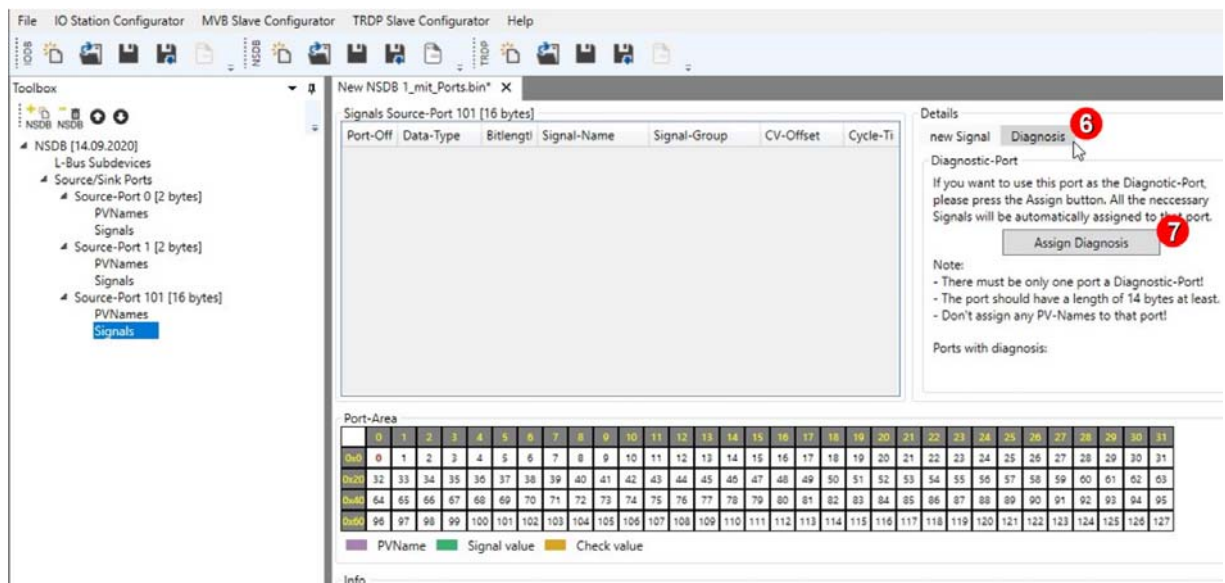 File IO Station Configurator MVB Slave Configurator TRDP Slave Configurator Help
IODB NSDB TRDP
Toolbox
NSDB NSDB
NSDB [14.09.2020]
L-Bus Subdevices
Source/Sink Ports
Source-Port 0 [2 bytes]
PVNames
Signals
Source-Port 1 [2 bytes]
PVNames
Signals
Source-Port 101 [16 bytes]
PVNames
Signals
New NSDB 1_mit_Ports.bin* X
Signals Source-Port 101 [16 bytes]
Port-Off Data-Type Bitlengtl Signal-Name Signal-Group CV-Offset Cycle-Ti
Details
new Signal Diagnosis 6
Diagnostic-Port
If you want to use this port as the Diagnotic-Port,
please press the Assign button. All the neccessary
Signals will be automatically assigned to that port.
Assign Diagnosis 7
Note:
- There must be only one port a Diagnostic-Port!
- The port should have a length of 14 bytes at least.
- Don't assign any PV-Names to that port!
Ports with diagnosis:
Port-Area
0 1 2 3 4 5 6 7 8 9 10 11 12 13 14 15 16 17 18 19 20 21 22 23 24 25 26 27 28 29 30 31
0x0 0 1 2 3 4 5 6 7 8 9 10 11 12 13 14 15 16 17 18 19 20 21 22 23 24 25 26 27 28 29 30 31
0x20 32 33 34 35 36 37 38 39 40 41 42 43 44 45 46 47 48 49 50 51 52 53 54 55 56 57 58 59 60 61 62 63
0x40 64 65 66 67 68 69 70 71 72 73 74 75 76 77 78 79 80 81 82 83 84 85 86 87 88 89 90 91 92 93 94 95
0x60 96 97 98 99 100 101 102 103 104 105 106 107 108 109 110 111 112 113 114 115 116 117 118 119 120 121 122 123 124 125 126 127
PVName Signal value Check value
Info